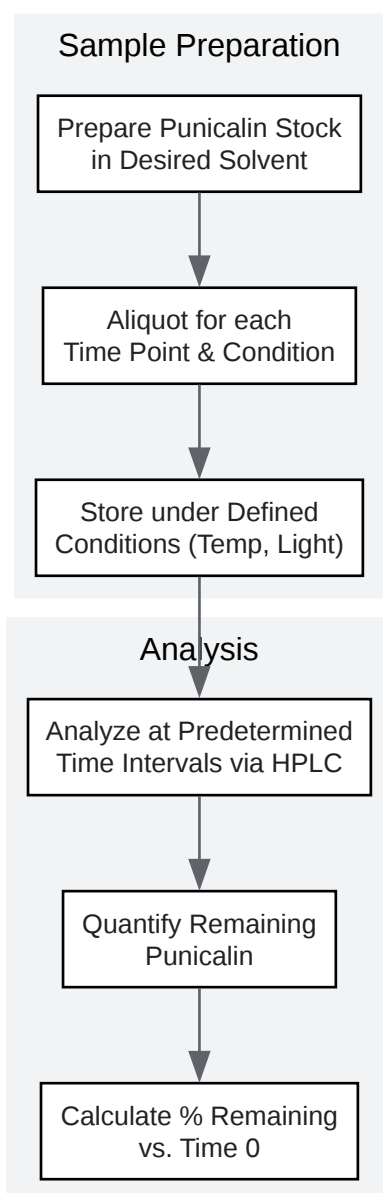 Sample Preparation
Prepare Punicalin Stock
in Desired Solvent
Aliquot for each
Time Point & Condition
Store under Defined
Conditions (Temp, Light)
Analysis
Analyze at Predetermined
Time Intervals via HPLC
Quantify Remaining
Punicalin
Calculate % Remaining
vs. Time 0